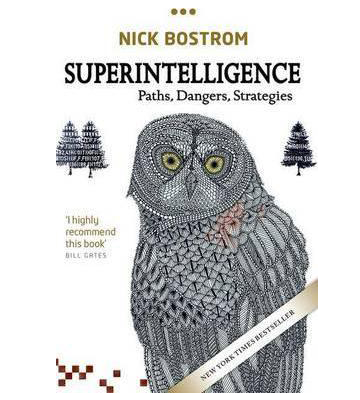 NICK BOSTROM
SUPERINTELLIGENCE
Paths, Dangers, Strategies
'I highly
recommend
this book'
BILL GATES
NEW YORK TIMES BESTSELLER